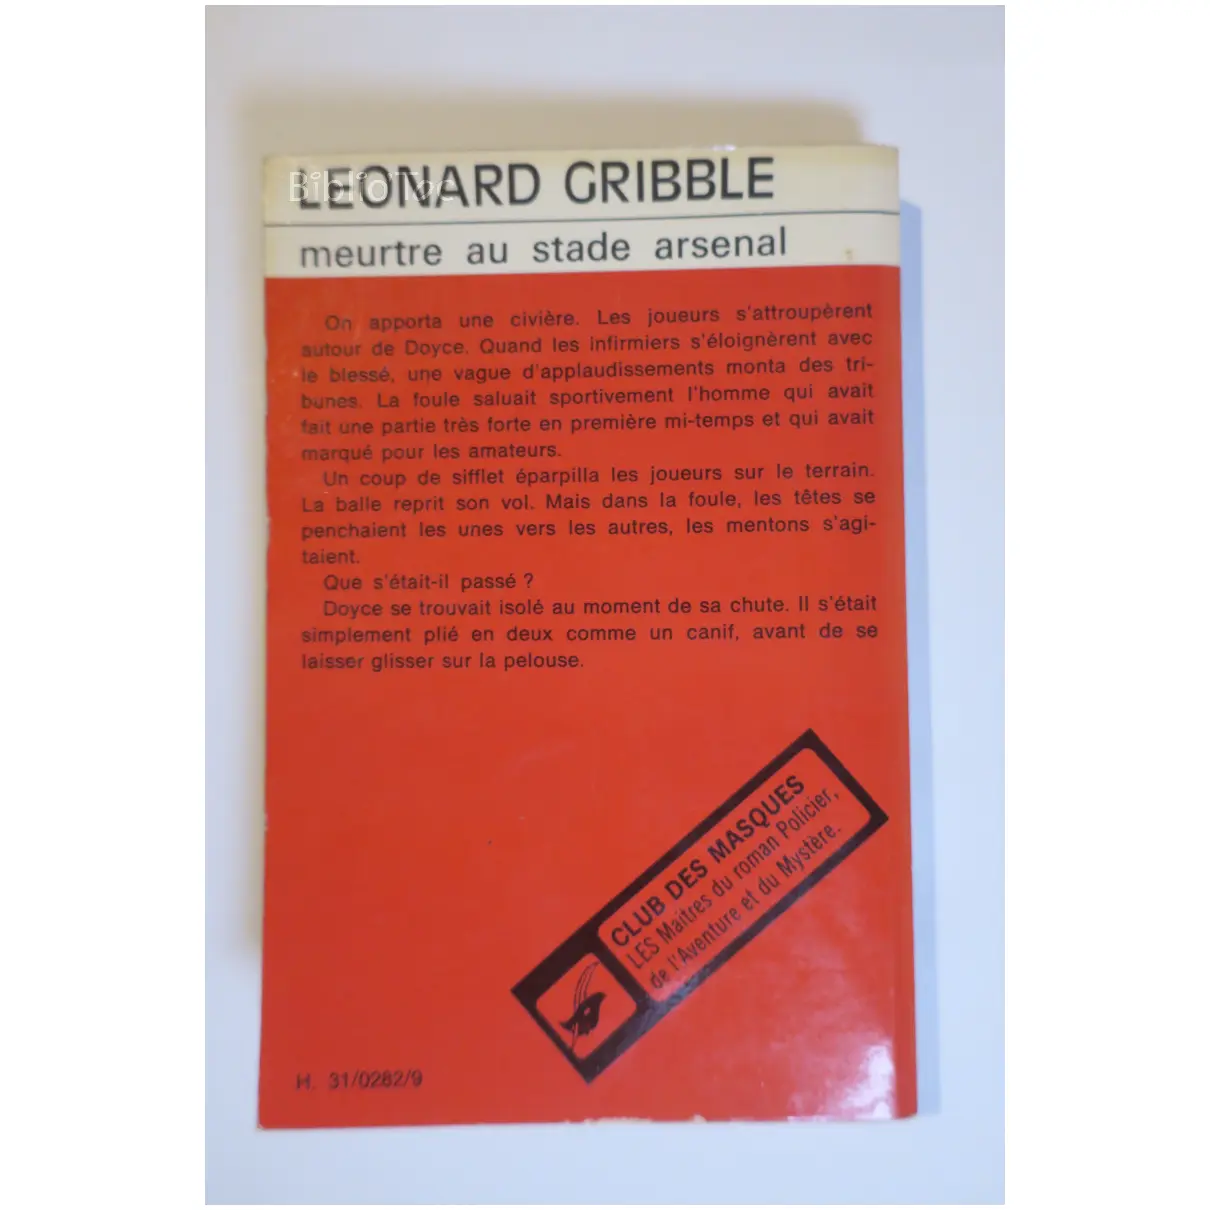 LEONARD GRIBBLE
Biblio'Toc
meurtre au stade arsenal
On apporta une civière. Les joueurs s'attroupèrent
autour de Doyce. Quand les infirmiers s'éloignèrent avec
le blessé, une vague d'applaudissements monta des tri-
bunes. La foule saluait sportivement l'homme qui avait
fait une partie très forte en première mi-temps et qui avait
marqué pour les amateurs.
Un coup de sifflet éparpilla les joueurs sur le terrain.
La balle reprit son vol. Mais dans la foule, les têtes se
penchaient les unes vers les autres, les mentons s'agi-
taient.
Que s'était-il passé ?
Doyce se trouvait isolé au moment de sa chute. Il s'était
simplement plié en deux comme un canif, avant de se
laisser glisser sur la pelouse.
CLUB DES MASQUES
LES Maîtres du roman Policier,
de l'Aventure et du Mystère.
H. 31/0282/9